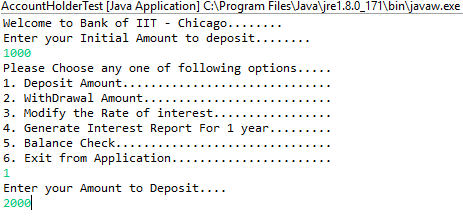 AccountHolderTest [Java Application] C:\Program Files\Java\jre1.8.0_171\bin\javaw.exe
Welcome to Bank of IIT - Chicago........
Enter your Initial Amount to deposit........
1000
Please Choose any one of following options.....
1. Deposit Amount............................
2. WithDrawal Amount.........................
3. Modify the Rate of interest...............
4. Generate Interest Report For 1 year.........
5. Balance Check.............................
6. Exit from Application.....................
1
Enter your Amount to Deposit....
2000